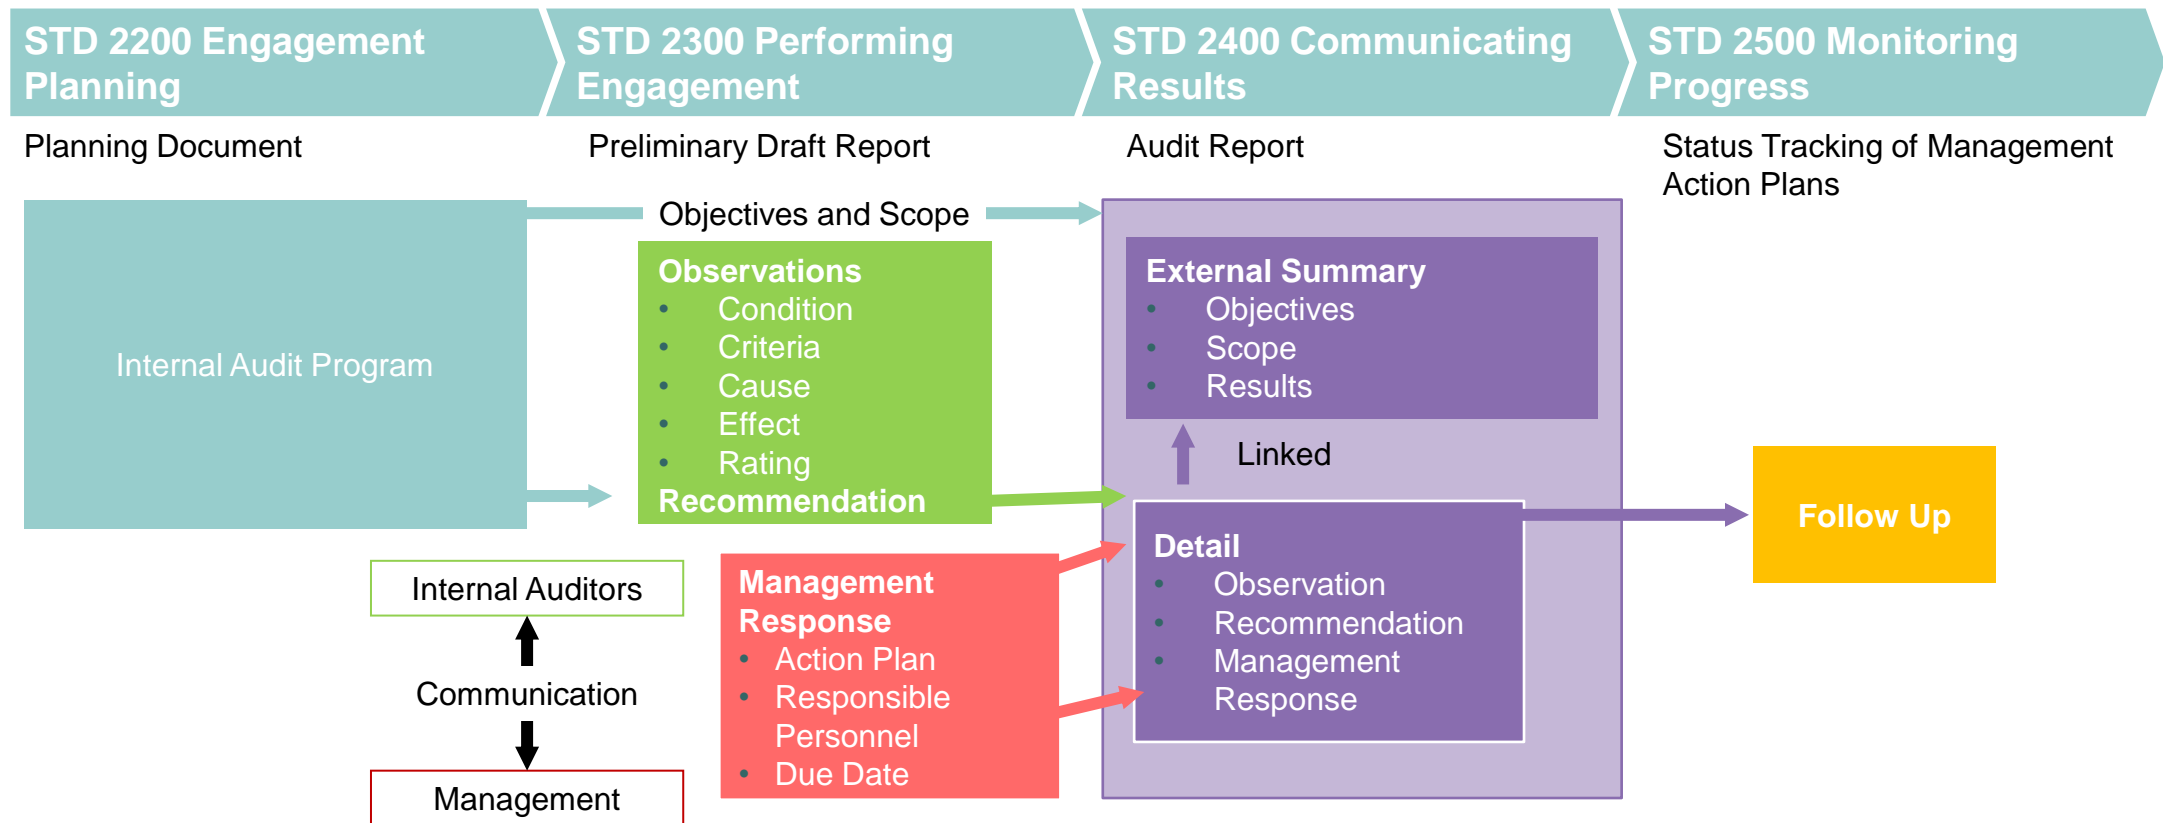 STD 2200 Engagement
Planning
STD 2300 Performing
Engagement
STD 2400 Communicating
Results
STD 2500 Monitoring
Progress
Planning Document
Preliminary Draft Report
Audit Report
Status Tracking of Management
Action Plans
Internal Audit Program
Objectives and Scope
Observations
• Condition
• Criteria
• Cause
• Effect
• Rating
Recommendation
External Summary
• Objectives
• Scope
• Results
Linked
Follow Up
Internal Auditors
Communication
Management
Management
Response
• Action Plan
• Responsible
Personnel
• Due Date
Detail
• Observation
• Recommendation
• Management
Response